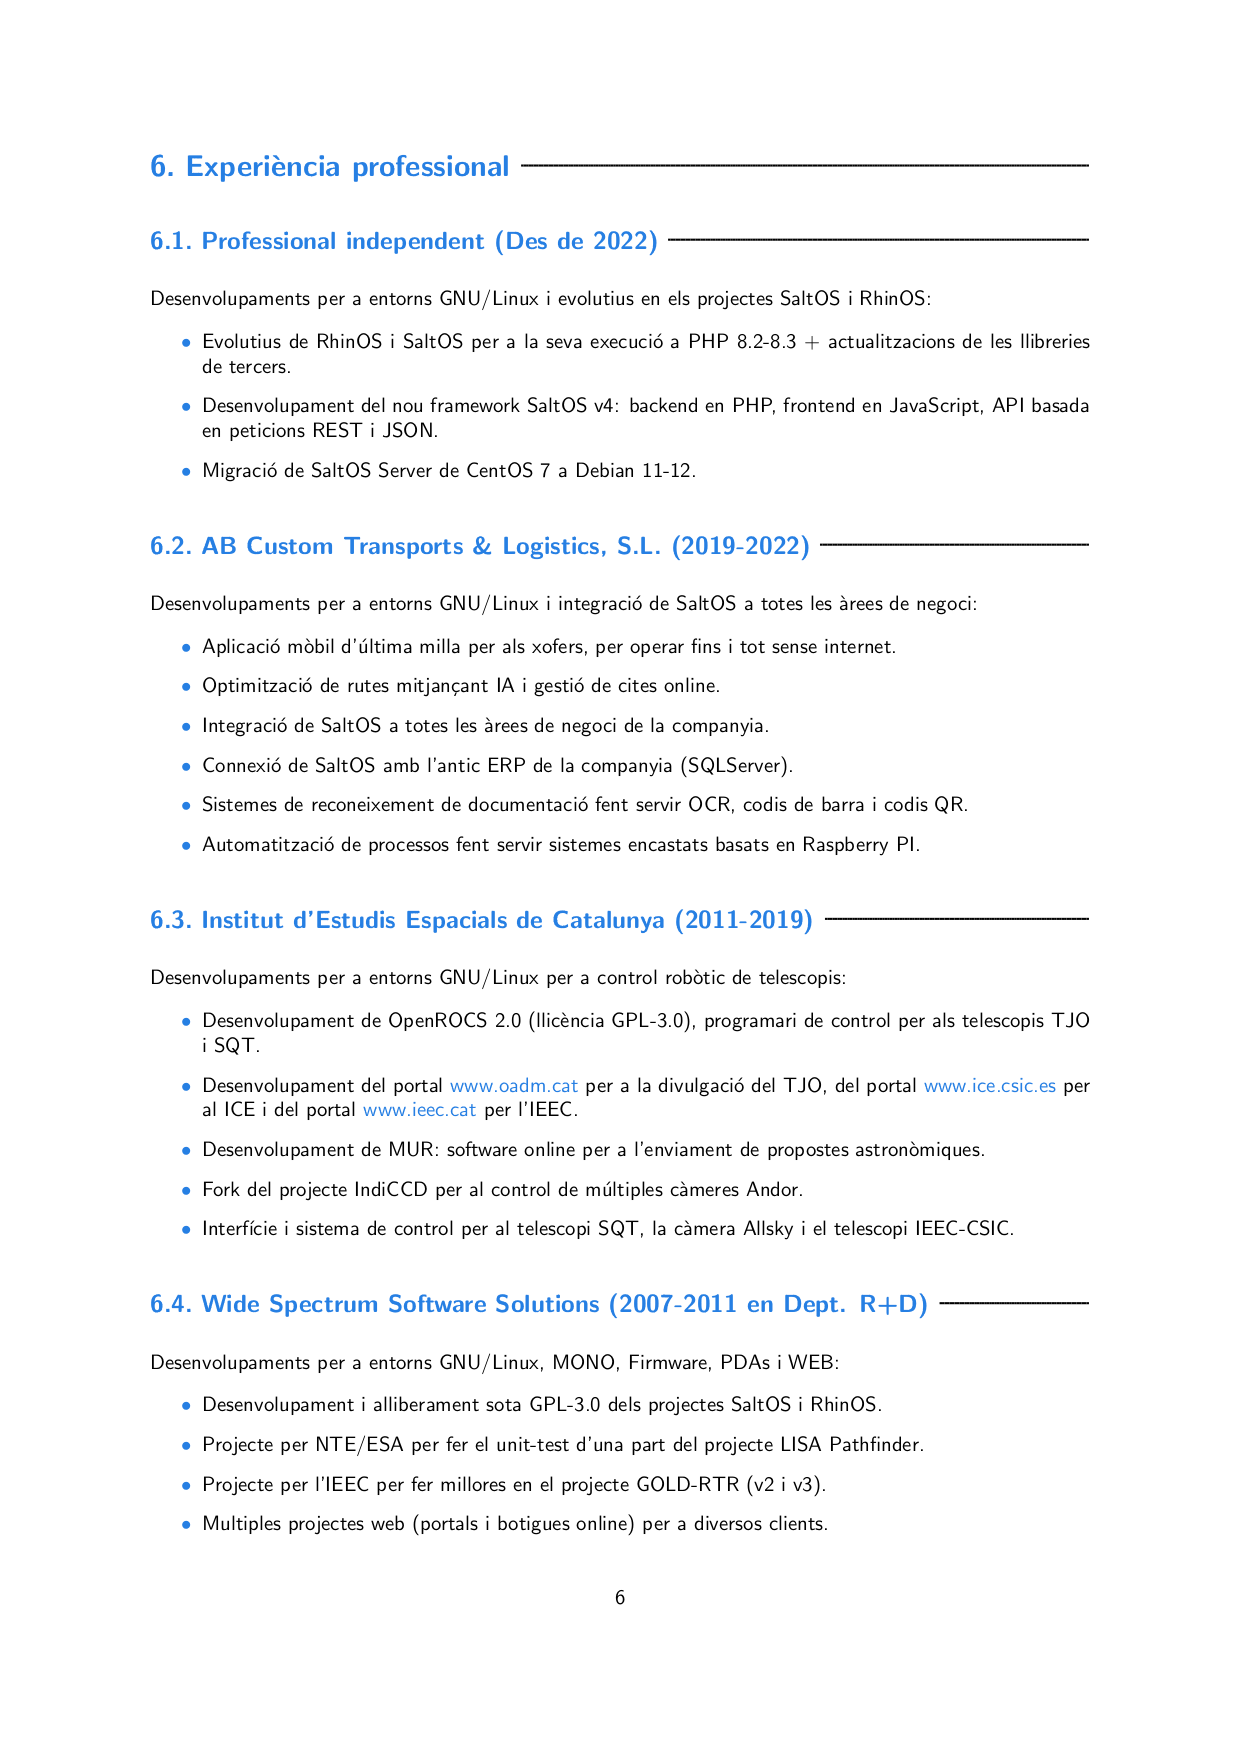 6. Experiència professional
6.1. Professional independent (Des de 2022)
Desenvolupaments per a entorns GNU/Linux i evolutius en els projectes SaltOS i RhinOS:
• Evolutius de RhinOS i SaltOS per a la seva execució a PHP 8.2-8.3 + actualitzacions de les llibreries
de tercers.
• Desenvolupament del nou framework SaltOS v4: backend en PHP, frontend en JavaScript, API basada
en peticions REST i JSON.
• Migració de SaltOS Server de CentOS 7 a Debian 11-12.
6.2. AB Custom Transports & Logistics, S.L. (2019-2022)
Desenvolupaments per a entorns GNU/Linux i integració de SaltOS a totes les àrees de negoci:
• Aplicació mòbil d'última milla per als xofers, per operar fins i tot sense internet.
• Optimització de rutes mitjançant IA i gestió de cites online.
• Integració de SaltOS a totes les àrees de negoci de la companyia.
• Connexió de SaltOS amb l'antic ERP de la companyia (SQLServer).
• Sistemes de reconeixement de documentació fent servir OCR, codis de barra i codis QR.
• Automatització de processos fent servir sistemes encastats basats en Raspberry PI.
6.3. Institut d'Estudis Espacials de Catalunya (2011-2019)
Desenvolupaments per a entorns GNU/Linux per a control robòtic de telescopis:
• Desenvolupament de OpenROCS 2.0 (llicència GPL-3.0), programari de control per als telescopis TJO
i SQT.
• Desenvolupament del portal www.oadm.cat per a la divulgació del TJO, del portal www.ice.csic.es per
al ICE i del portal www.ieec.cat per l'IEEC.
• Desenvolupament de MUR: software online per a l'enviament de propostes astronòmiques.
• Fork del projecte IndiCCD per al control de múltiples càmeres Andor.
• Interfície i sistema de control per al telescopi SQT, la càmera Allsky i el telescopi IEEC-CSIC.
6.4. Wide Spectrum Software Solutions (2007-2011 en Dept. R+D)
Desenvolupaments per a entorns GNU/Linux, MONO, Firmware, PDAs i WEB:
• Desenvolupament i alliberament sota GPL-3.0 dels projectes SaltOS i RhinOS.
• Projecte per NTE/ESA per fer el unit-test d'una part del projecte LISA Pathfinder.
• Projecte per l'IEEC per fer millores en el projecte GOLD-RTR (v2 i v3).
• Multiples projectes web (portals i botigues online) per a diversos clients.
6